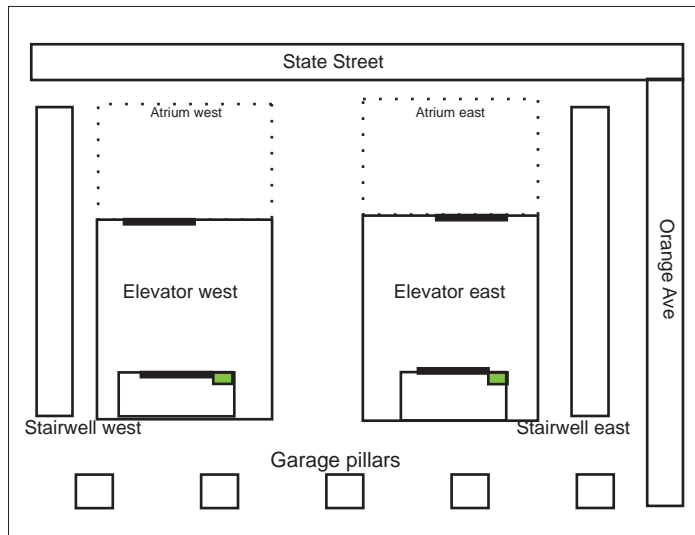 State Street
Atrium west
Atrium east
Orange Ave
Elevator west
Elevator east
Stairwell west
Stairwell east
Garage pillars